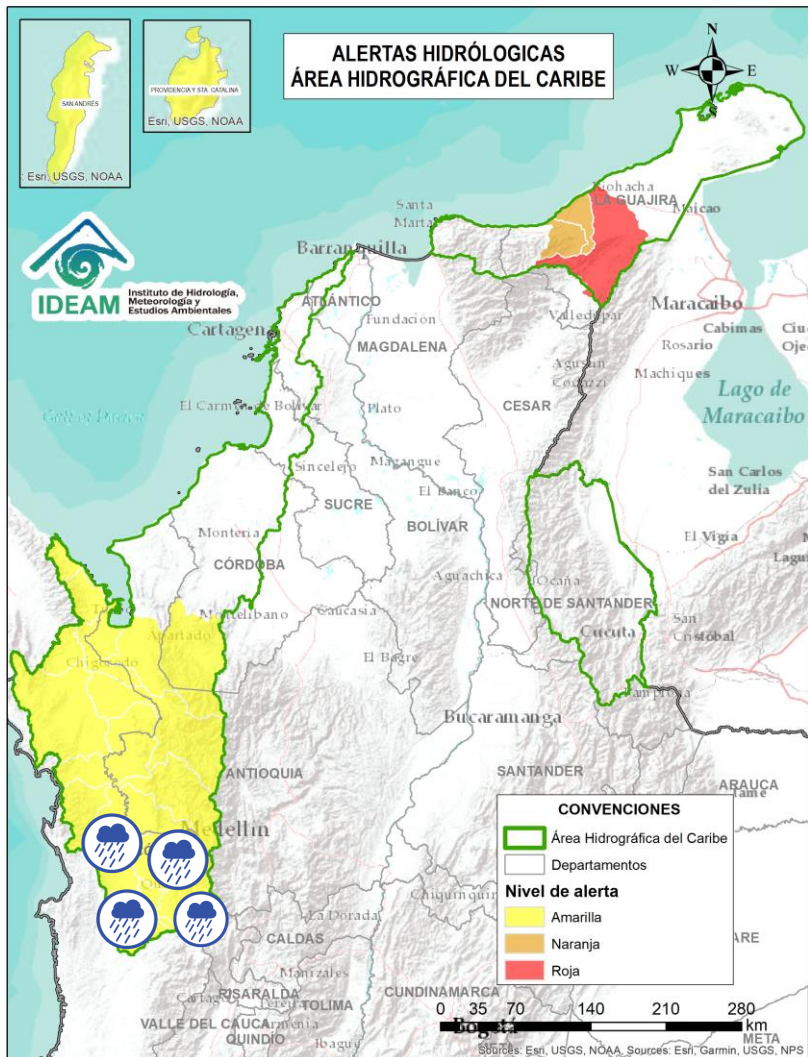 ALERTAS HIDRÓLOGICAS
ÁREA HIDROGRÁFICA DEL CARIBE
N
W
E
S
SAN ANDRÉS
: Esri, USGS, NOAA
PROVIDENCIA Y STA. CATALINA
Esri, USGS, NOAA
IDEAM
Instituto de Hidrología,
Meteorología y
Estudios Ambientales
Santa
Marta
LA GUAJIRA
Maicao
Barranquilla
ATLÁNTICO
Cartagen
Fundación
MAGDALENA
Valledupar
Maracaibo
Cabimas
Rosario
Machiques
Agustín
Codazzi
Lago de
Maracaibo
El Carmen de Bolívar
Plato
CESAR
Sincelejo
Magangue
SUCRE
El Banco
BOLÍVAR
San Carlos
del Zulia
El Vigía
Montería
CÓRDOBA
Aguachica
Ocaña
NORTE DE SANTANDER
Cucuta
San
Cristóbal
Montelibano
Caucasia
Apartado
Chigorodo
El Bagre
Pamplona
Bucaramanga
ANTIOQUIA
SANTANDER
ARAUCA
Medellín
La Dorada
CALDAS
Manizales
RISARALDA
TOLIMA
CUNDINAMARCA
VALLE DEL CAUCA
QUINDÍO
Ibague
Bogotá
META
META
CONVENCIONES
Área Hidrográfica del Caribe
Departamentos
Nivel de alerta
Amarilla
Naranja
Roja
0 35 70 140 210 280
km
Sources: Esri, USGS, NOAA, Sources: Esri, Garmin, USGS, NPS